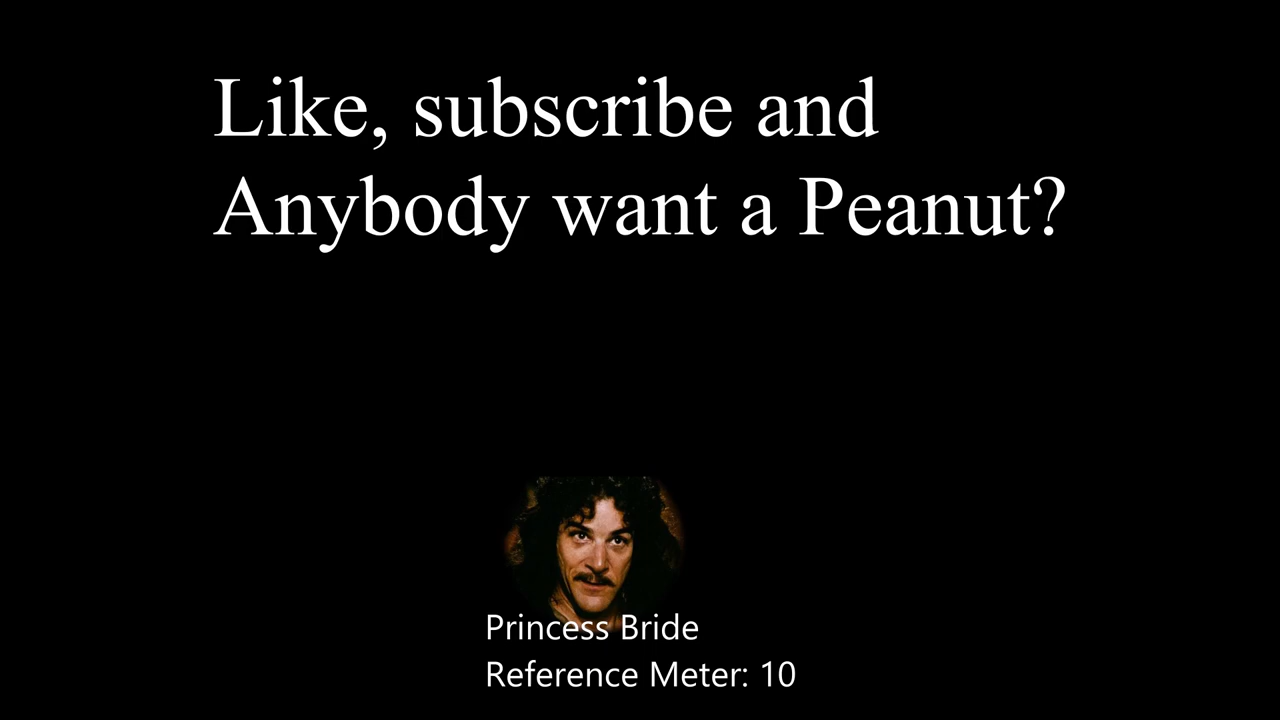 Like, subscribe and
Anybody want a Peanut?
Princess Bride
Reference Meter: 10